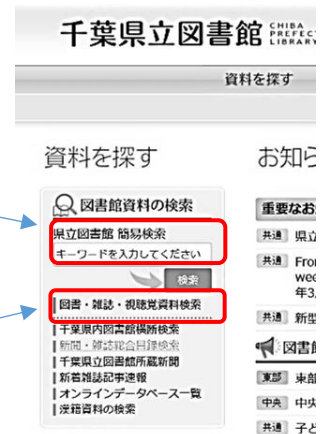 千葉県立図書館
CHIBA
PREFECT
LIBRARY
資料を探す
資料を探す
お知ら
図書館資料の検索
県立図書館 簡易検索
キーワードを入力してください
検索
図書・雑誌・視聴覚資料検索
千葉県内図書館横断検索
新聞・雑誌総合目録検索
千葉県立図書館所蔵新聞
新着雑誌記事速報
オンラインデータベース一覧
漢籍資料の検索
重要なお
共通 県立
共通 From
wee
年3.
共通 新型
図書館
東部 東部
中央 中央
共通 子ど